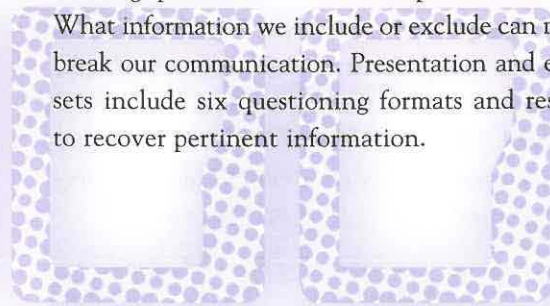 What information we include or exclude can
break our communication. Presentation and
sets include six questioning formats and
to recover pertinent information.